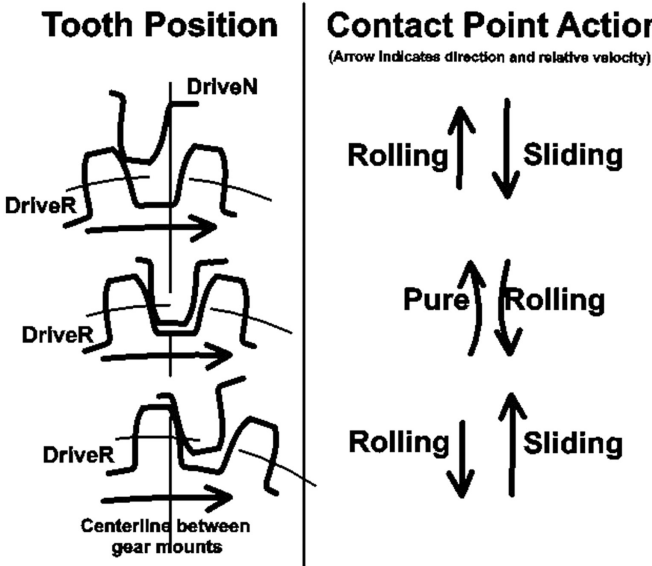 Tooth Position
Contact Point Action
(Arrow Indicates direction and relative velocity)
DriveN
DriveR
Rolling
Sliding
DriveR
Pure
Rolling
DriveR
Rolling
Sliding
Centerline between
gear mounts